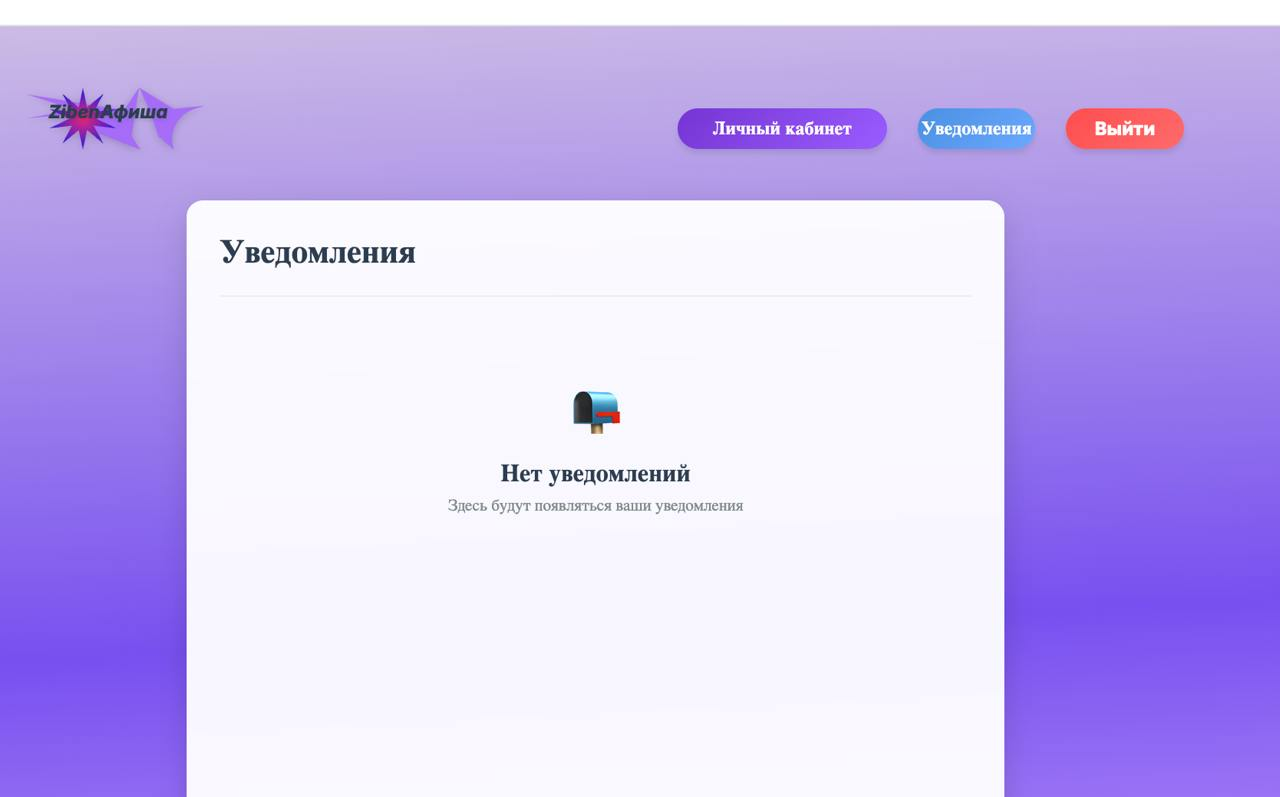 ZibenАфиша
Личный кабинет
Уведомления
Выйти
Уведомления
Нет уведомлений
Здесь будут появляться ваши уведомления